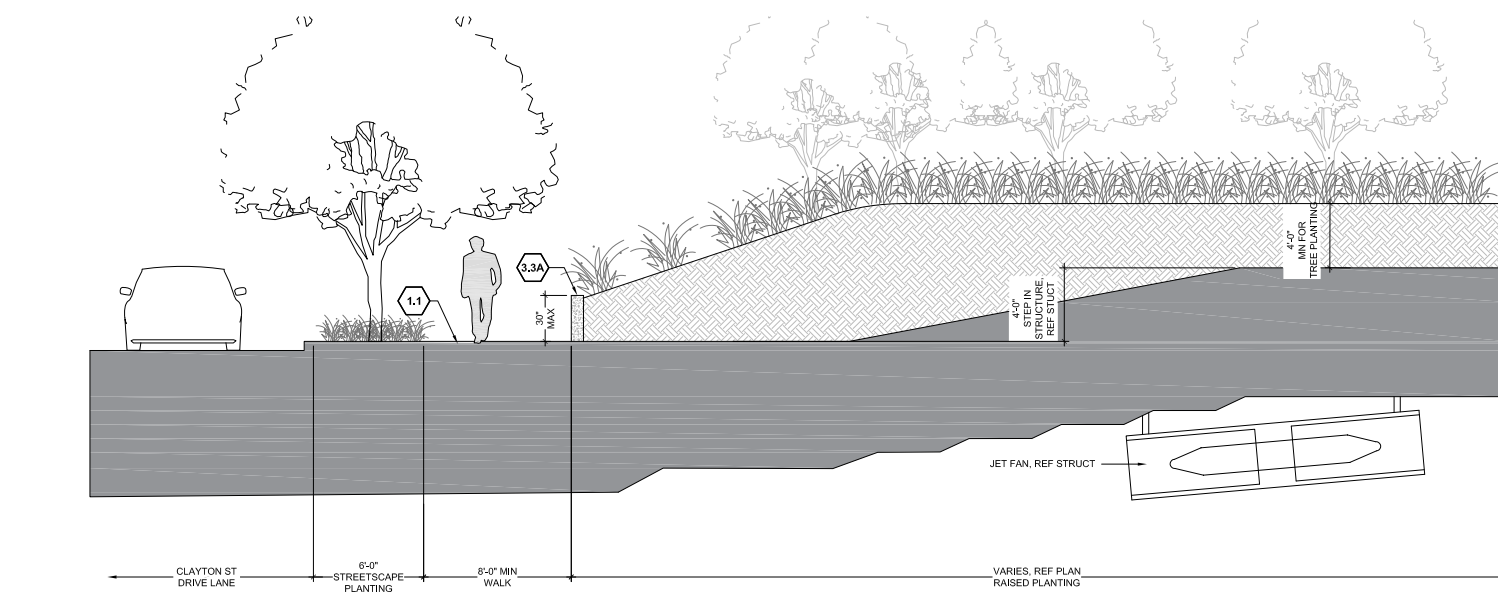 3.3A
1.1
30"
MAX
4'-0"
STEP IN
STRUCTURE,
REF STUCT
4'-0"
MN FOR
TREE PLANTING
JET FAN, REF STRUCT
CLAYTON ST
DRIVE LANE
6'-0"
STREETSCAPE
PLANTING
8'-0" MIN
WALK
VARIES, REF PLAN
RAISED PLANTING